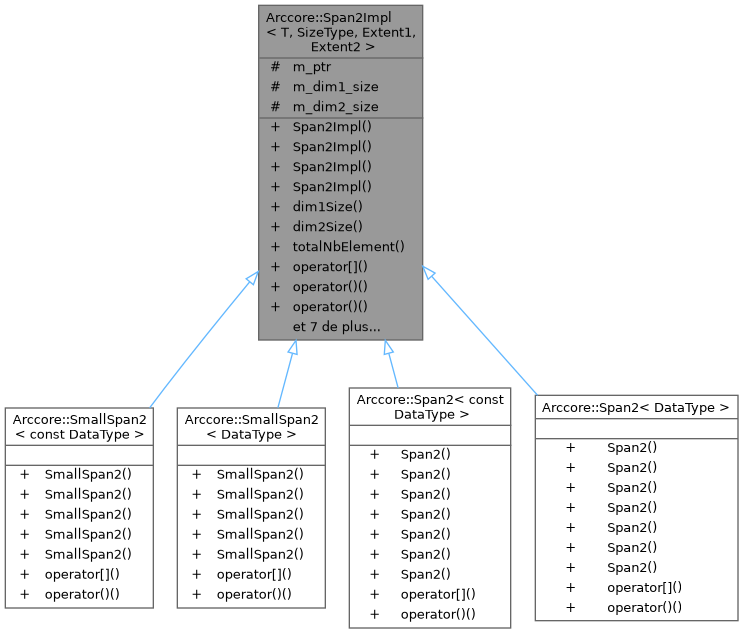 Arccore::Span2Impl
< T, SizeType, Extent1,
Extent2 >
# m_ptr
# m_dim1_size
# m_dim2_size
+ Span2Impl()
+ Span2Impl()
+ Span2Impl()
+ Span2Impl()
+ dim1Size()
+ dim2Size()
+ totalNbElement()
+ operator[]()
+ operator()()
+ operator()()
et 7 de plus...
Arccore::SmallSpan2
< const DataType >
+ SmallSpan2()
+ SmallSpan2()
+ SmallSpan2()
+ SmallSpan2()
+ SmallSpan2()
+ operator[]()
+ operator()()
Arccore::SmallSpan2
< DataType >
+ SmallSpan2()
+ SmallSpan2()
+ SmallSpan2()
+ SmallSpan2()
+ SmallSpan2()
+ operator[]()
+ operator()()
Arccore::Span2< const
DataType >
+ Span2()
+ Span2()
+ Span2()
+ Span2()
+ Span2()
+ Span2()
+ Span2()
+ operator[]()
+ operator()()
Arccore::Span2< DataType >
+ Span2()
+ Span2()
+ Span2()
+ Span2()
+ Span2()
+ Span2()
+ Span2()
+ operator[]()
+ operator()()